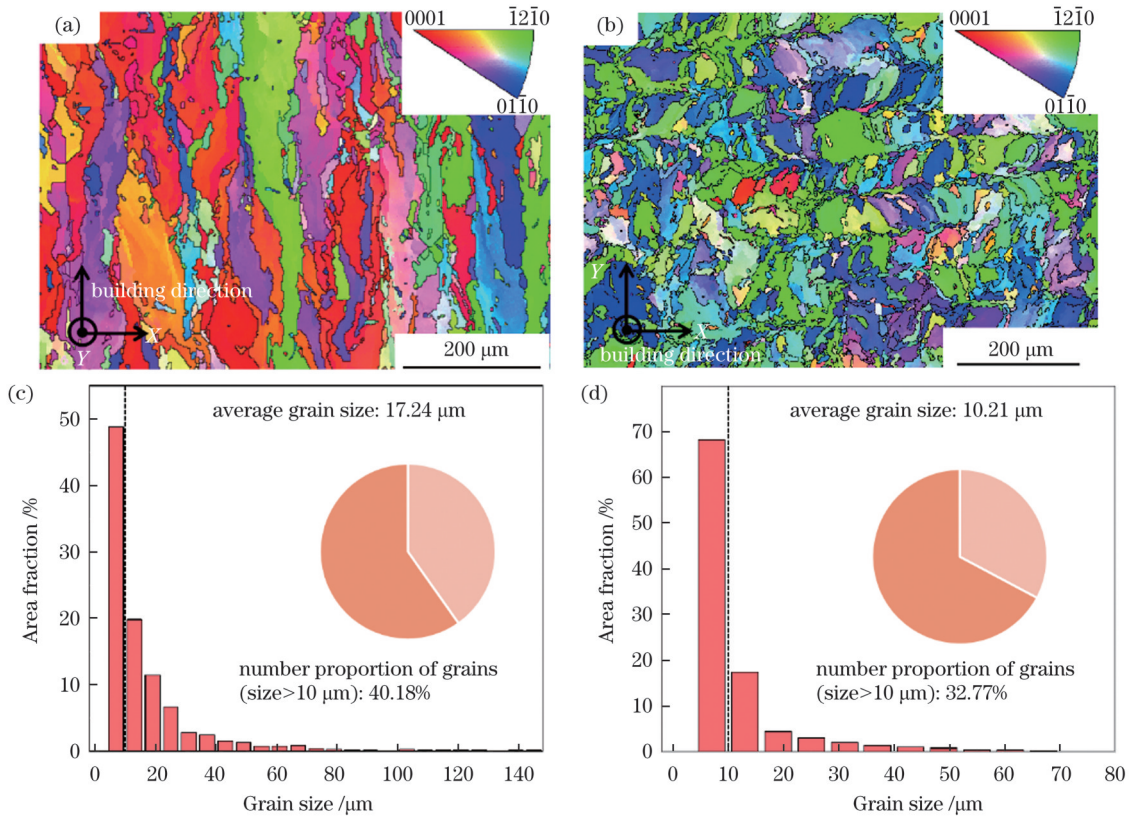 (a)
0001
1̄21̄0
011̄0
building direction
X
Y
200 μm
(b)
0001
1̄21̄0
011̄0
Y
X
building direction
200 μm
(c)
average grain size: 17.24 μm
number proportion of grains
(size>10 μm): 40.18%
Area fraction /%
50
40
30
20
10
0
0 20 40 60 80 100 120 140
Grain size /μm
(d)
average grain size: 10.21 μm
number proportion of grains
(size>10 μm): 32.77%
Area fraction /%
70
60
50
40
30
20
10
0
0 10 20 30 40 50 60 70 80
Grain size /μm